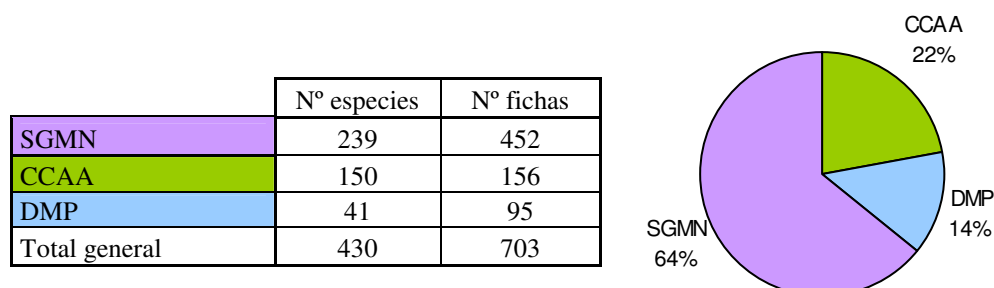 Nº especies Nº fichas
SGMN 239 452
CCAA 150 156
DMP 41 95
Total general 430 703
CCAA
22%
DMP
14%
SGMN
64%